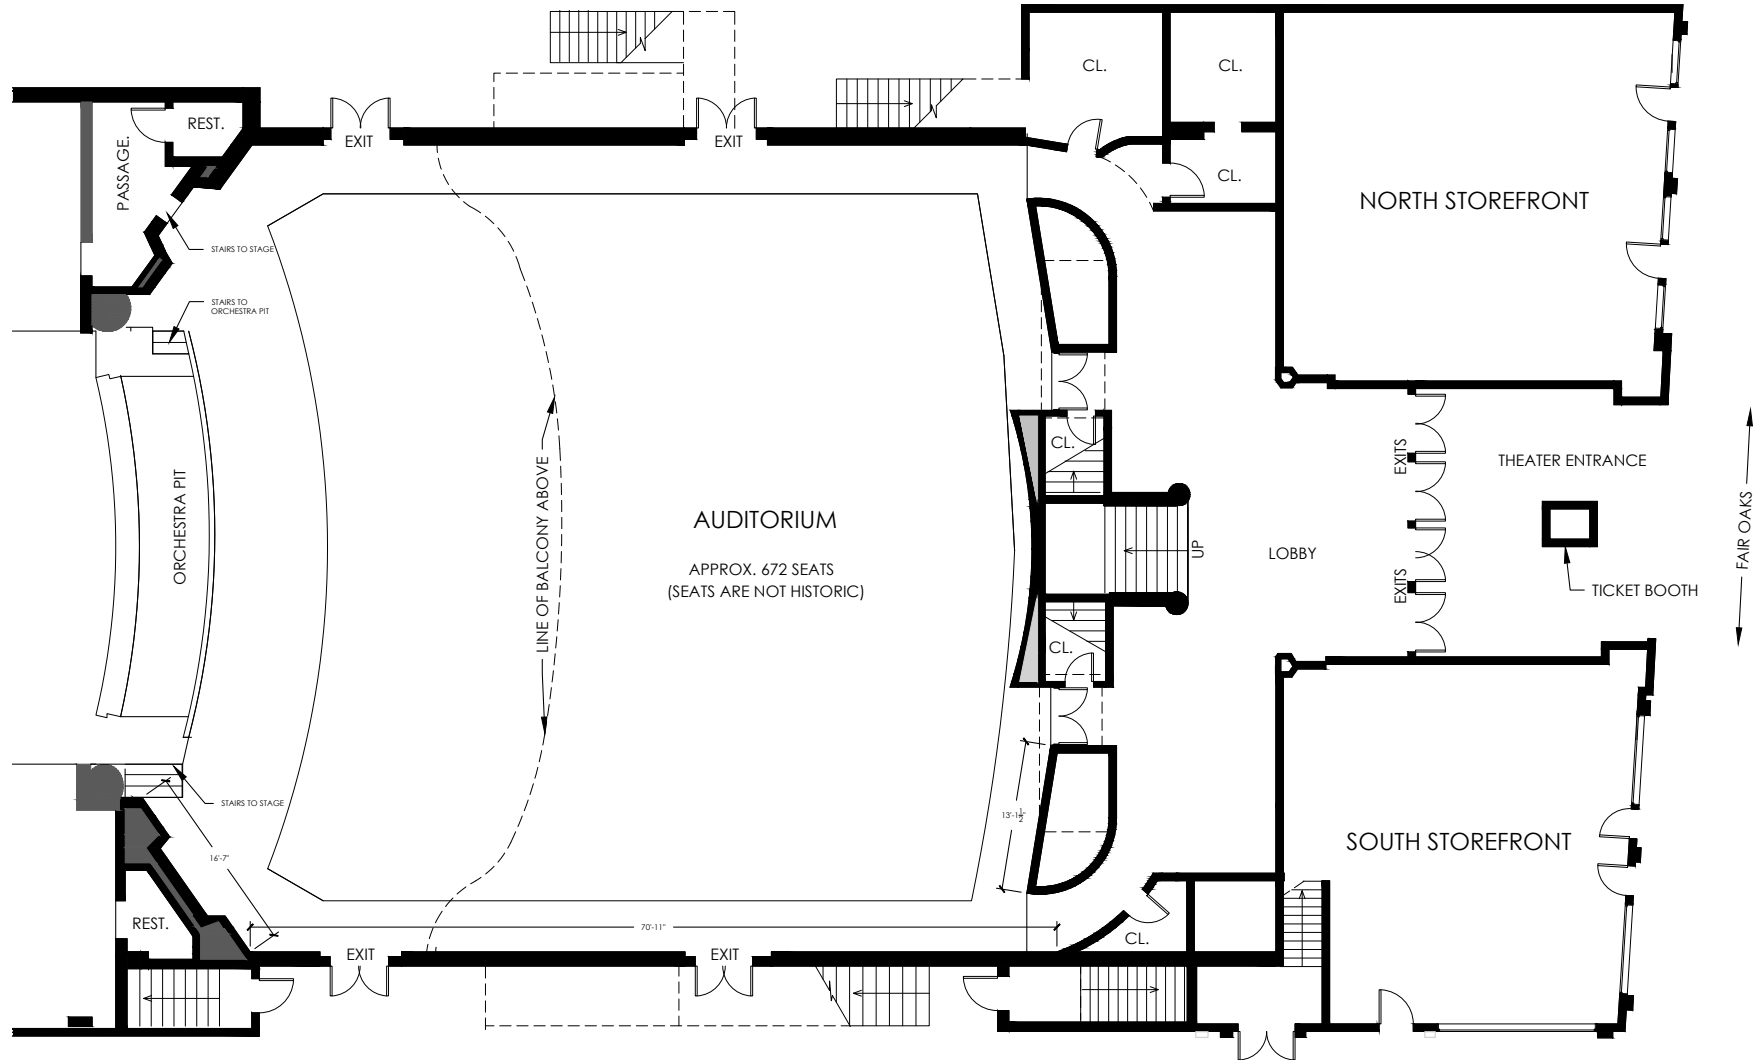 CL.
CL.
REST.
EXIT
EXIT
PASSAGE.
CL.
NORTH STOREFRONT
STAIRS TO STAGE
STAIRS TO
ORCHESTRA PIT
CL.
EXITS
THEATER ENTRANCE
ORCHESTRA PIT
LINE OF BALCONY ABOVE
AUDITORIUM
APPROX. 672 SEATS
(SEATS ARE NOT HISTORIC)
UP
LOBBY
FAIR OAKS
EXITS
TICKET BOOTH
CL.
STAIRS TO STAGE
13'-1½"
SOUTH STOREFRONT
16'-7"
REST.
70'-11"
CL.
EXIT
EXIT